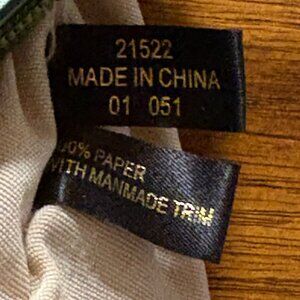 21522
MADE IN CHINA
01 051
00% PAPER
WITH MANMADE TRIM